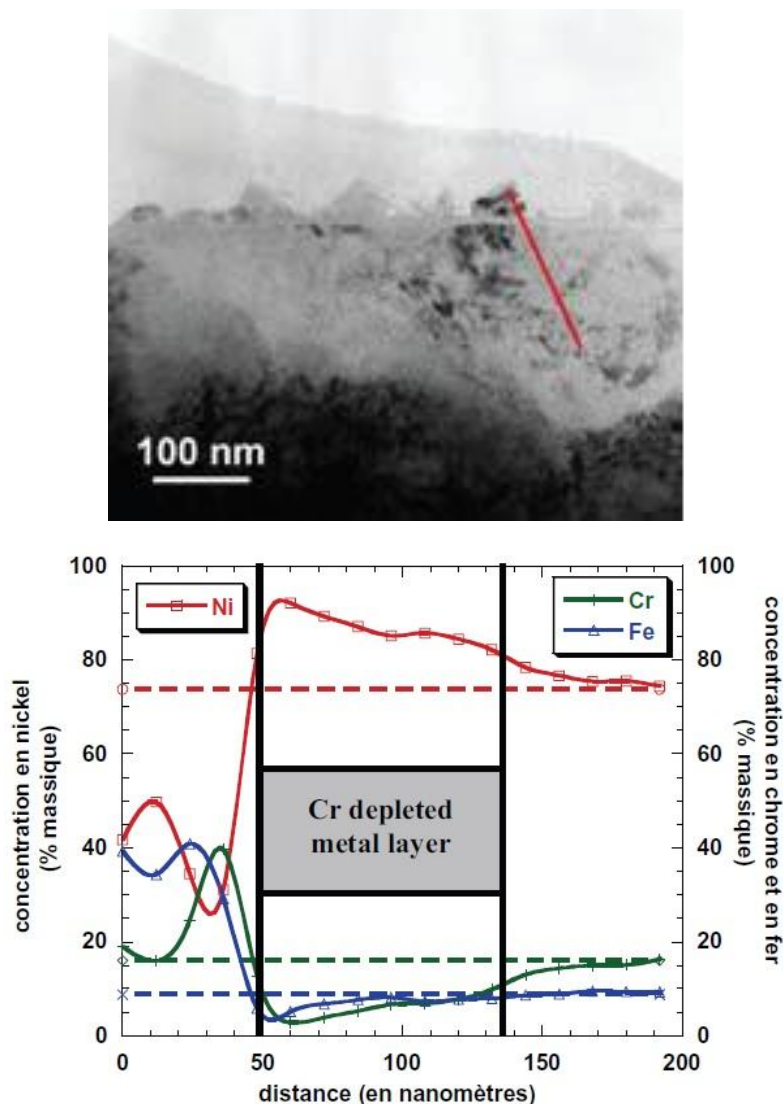 100 nm
100
80
60
40
20
0
concentration en nickel
(% massique)
Ni
Cr
Fe
Cr depleted
metal layer
100
80
60
40
20
0
concentration en chrome et en fer
(% massique)
0
50
100
150
200
distance (en nanomètres)